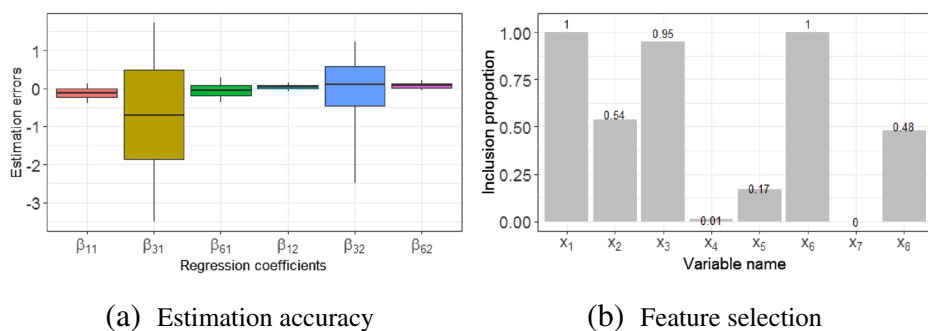 Estimation errors
1
0
-1
-2
-3
β11 β31 β61 β12 β32 β62
Regression coefficients
(a) Estimation accuracy
Inclusion proportion
1.00
0.75
0.50
0.25
0.00
1 0.54 0.95 0.01 0.17 1 0 0.48
x1 x2 x3 x4 x5 x6 x7 x8
Variable name
(b) Feature selection